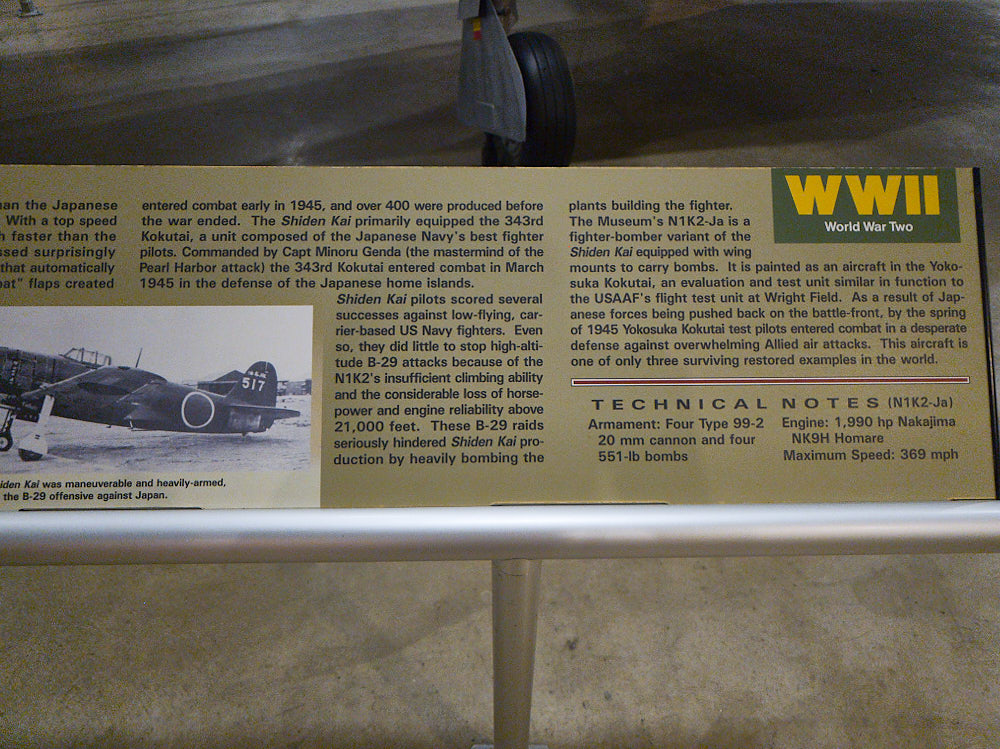 han the Japanese
With a top speed
h faster than the
ssed surprisingly
that automatically
bat" flaps created
517
iden Kai was maneuverable and heavily-armed,
the B-29 offensive against Japan.
entered combat early in 1945, and over 400 were produced before
the war ended. The Shiden Kai primarily equipped the 343rd
Kokutai, a unit composed of the Japanese Navy's best fighter
pilots. Commanded by Capt Minoru Genda (the mastermind of the
Pearl Harbor attack) the 343rd Kokutai entered combat in March
1945 in the defense of the Japanese home islands.
Shiden Kai pilots scored several
successes against low-flying, car-
rier-based US Navy fighters. Even
so, they did little to stop high-alti-
tude B-29 attacks because of the
N1K2's insufficient climbing ability
and the considerable loss of horse-
power and engine reliability above
21,000 feet. These B-29 raids
seriously hindered Shiden Kai pro-
duction by heavily bombing the
plants building the fighter.
The Museum's N1K2-Ja is a
fighter-bomber variant of the
Shiden Kai equipped with wing
mounts to carry bombs. It is painted as an aircraft in the Yoko-
suka Kokutai, an evaluation and test unit similar in function to
the USAAF's flight test unit at Wright Field. As a result of Jap-
anese forces being pushed back on the battle-front, by the spring
of 1945 Yokosuka Kokutai test pilots entered combat in a desperate
defense against overwhelming Allied air attacks. This aircraft is
one of only three surviving restored examples in the world.
WWII
World War Two
TECHNICAL NOTES (N1K2-Ja)
Armament: Four Type 99-2
20 mm cannon and four
551-lb bombs
Engine: 1,990 hp Nakajima
NK9H Homare
Maximum Speed: 369 mph